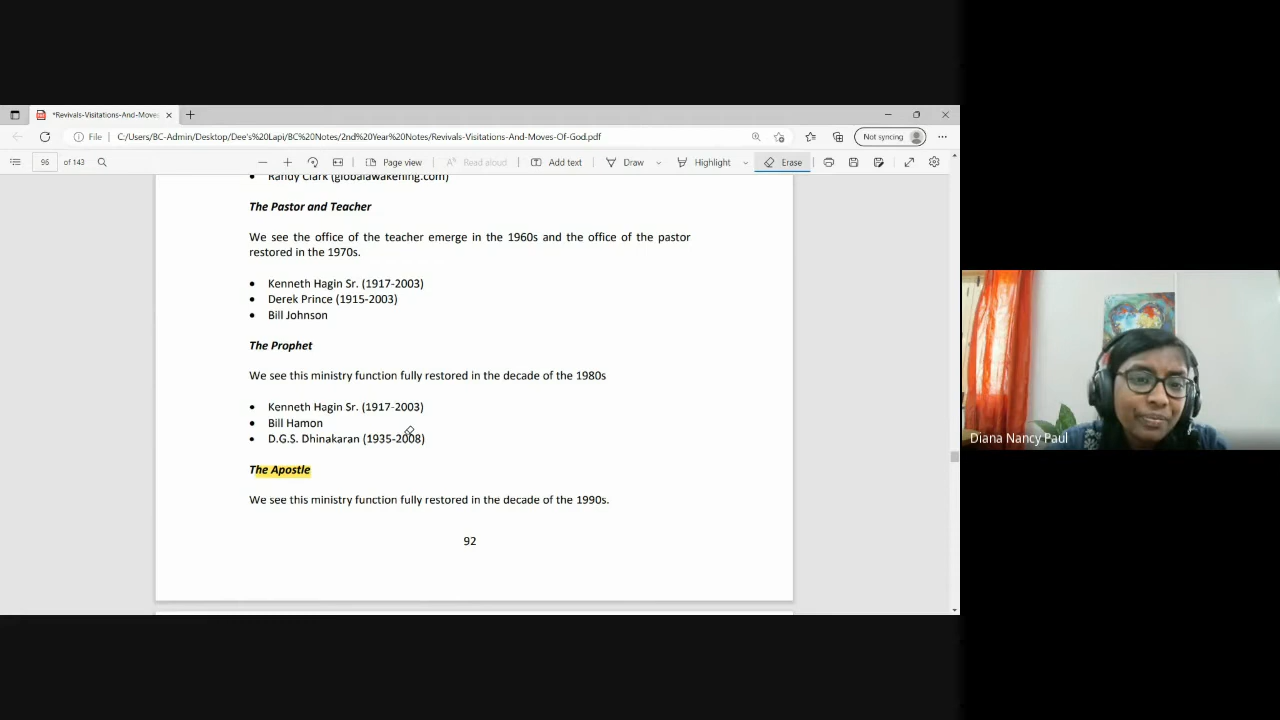 *Revivals-Visitations-And-Moves
File
C:/Users/BC-Admin/Desktop/Dee's%20Lapi/BC%20Notes/2nd%20Year%20Notes/Revivals-Visitations-And-Moves-Of-God.pdf
Not syncing
96 of 143
Page view
Read aloud
Add text
Draw
Highlight
Erase
• Randy Clark (globalawakening.com)
The Pastor and Teacher
We see the office of the teacher emerge in the 1960s and the office of the pastor
restored in the 1970s.
• Kenneth Hagin Sr. (1917-2003)
• Derek Prince (1915-2003)
• Bill Johnson
The Prophet
We see this ministry function fully restored in the decade of the 1980s
• Kenneth Hagin Sr. (1917-2003)
• Bill Hamon
• D.G.S. Dhinakaran (1935-2008)
The Apostle
We see this ministry function fully restored in the decade of the 1990s.
92
Diana Nancy Paul